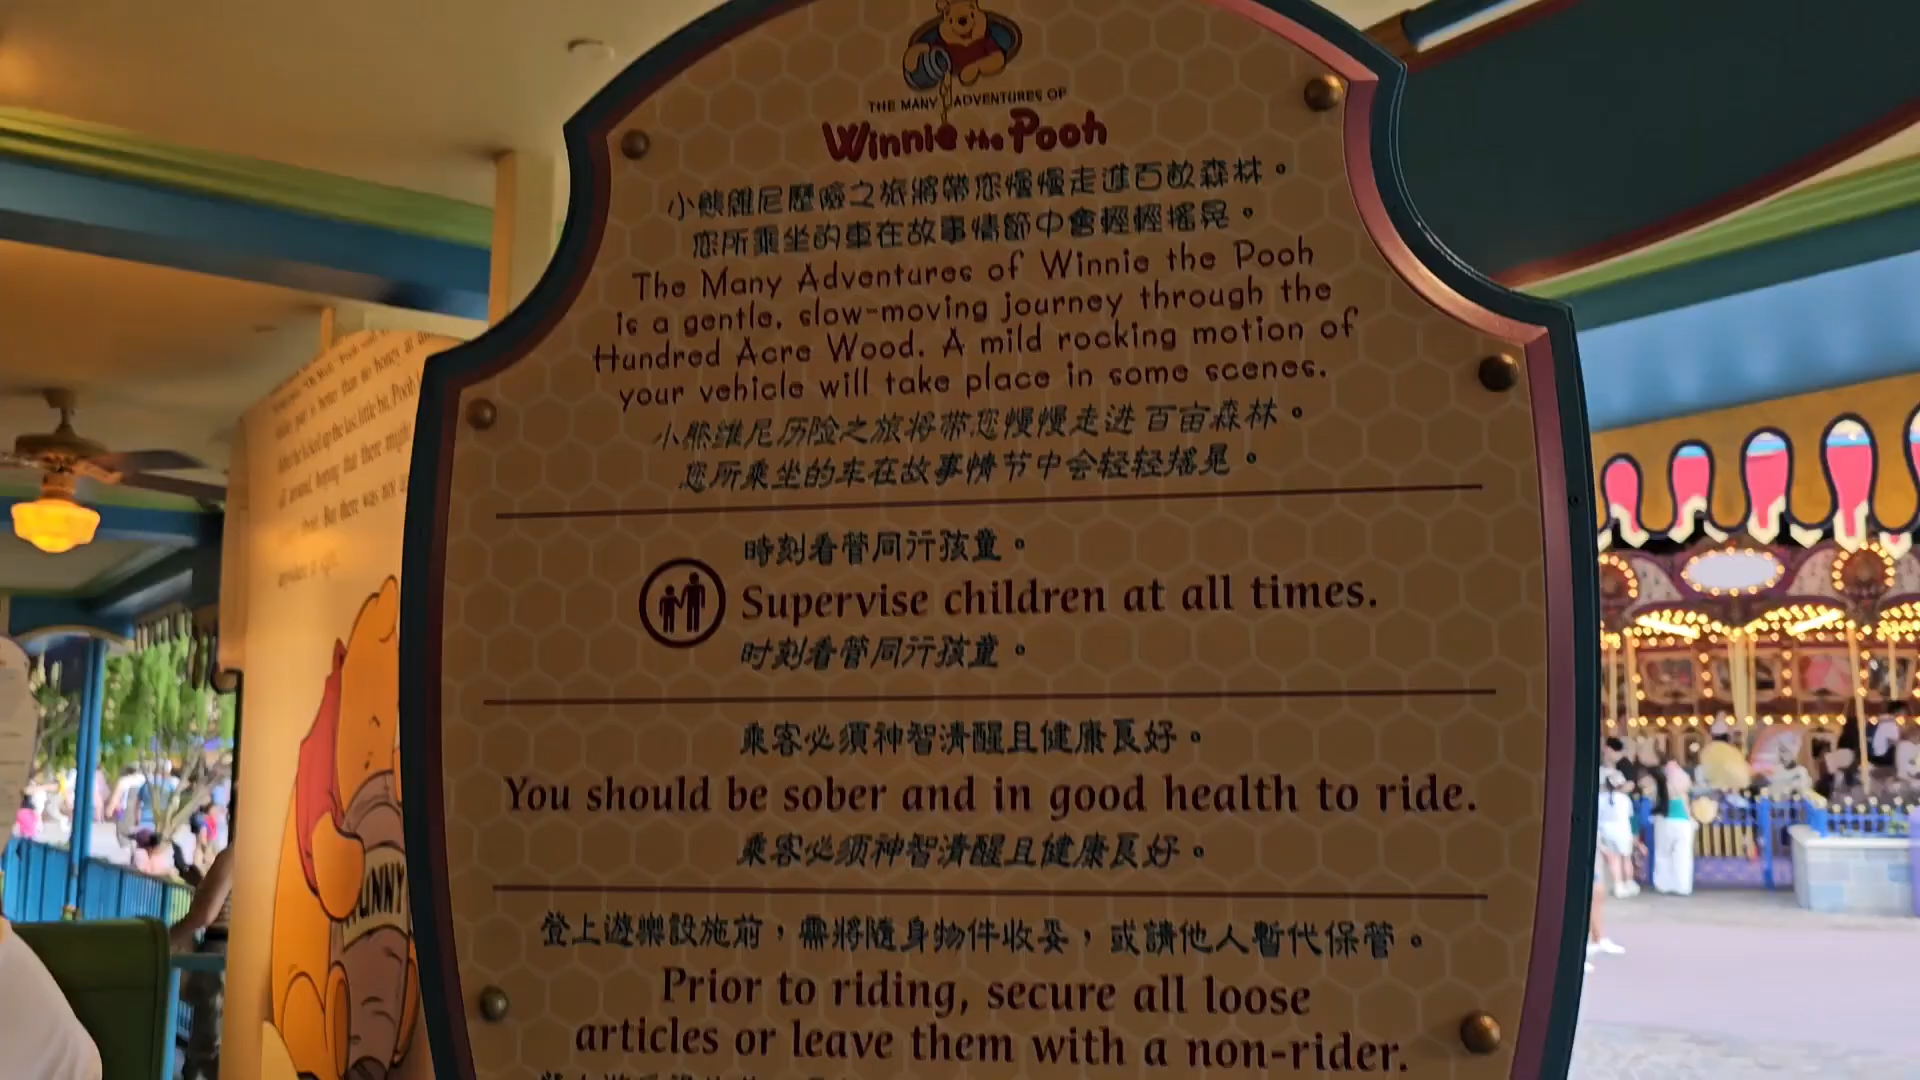 THE MANY ADVENTURES OF
Winnie the Pooh
小熊維尼歷險之旅將帶您慢慢走進百畝森林。
您所乘坐的車在故事情節中會輕輕搖晃。
The Many Adventures of Winnie the Pooh
is a gentle, slow-moving journey through the
Hundred Acre Wood. A mild rocking motion of
your vehicle will take place in some scenes.
小熊维尼历险之旅将带您慢慢走进百亩森林。
您所乘坐的车在故事情节中会轻轻摇晃。
時刻看管同行孩童。
Supervise children at all times.
时刻看管同行孩童。
乘客必須神智清醒且健康良好。
You should be sober and in good health to ride.
乘客必须神智清醒且健康良好。
登上遊樂設施前，需將隨身物件收妥，或請他人暫代保管。
Prior to riding, secure all loose
articles or leave them with a non-rider.
HUNNY